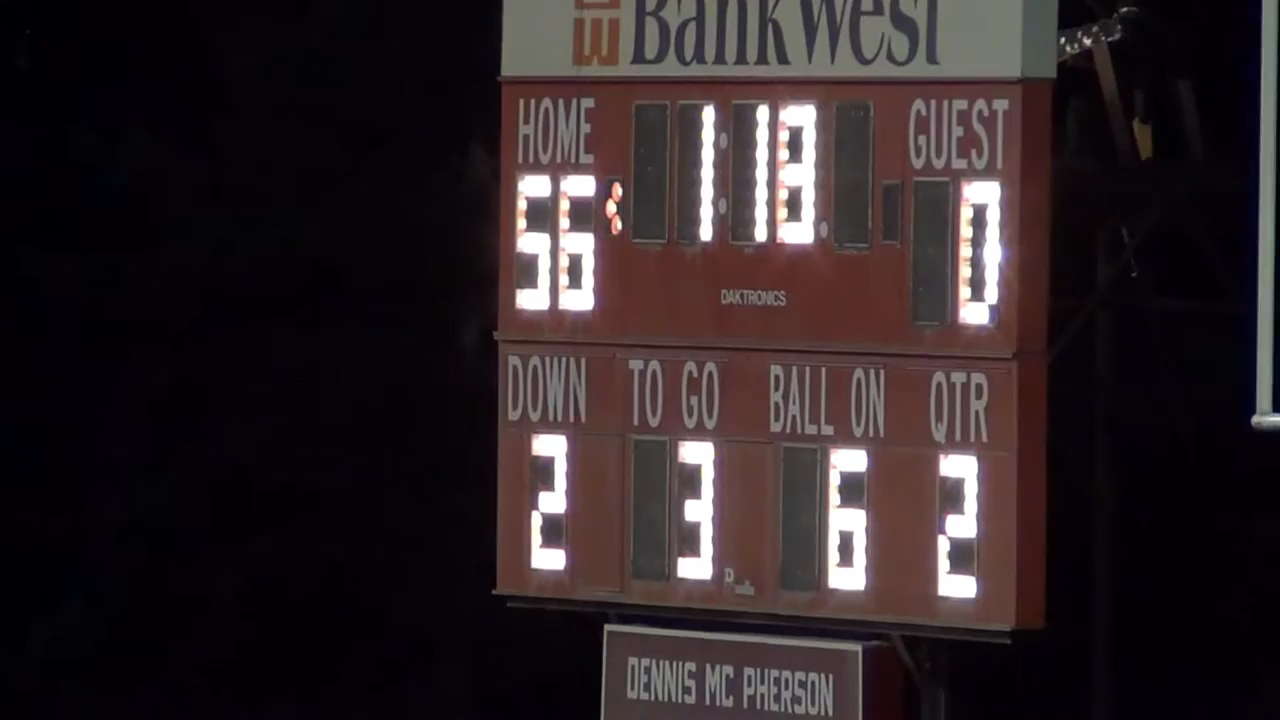 BankWest
HOME 1:18 GUEST
56 0
DAKTRONICS
DOWN TO GO BALL ON QTR
2 3 6 2
DENNIS MC PHERSON